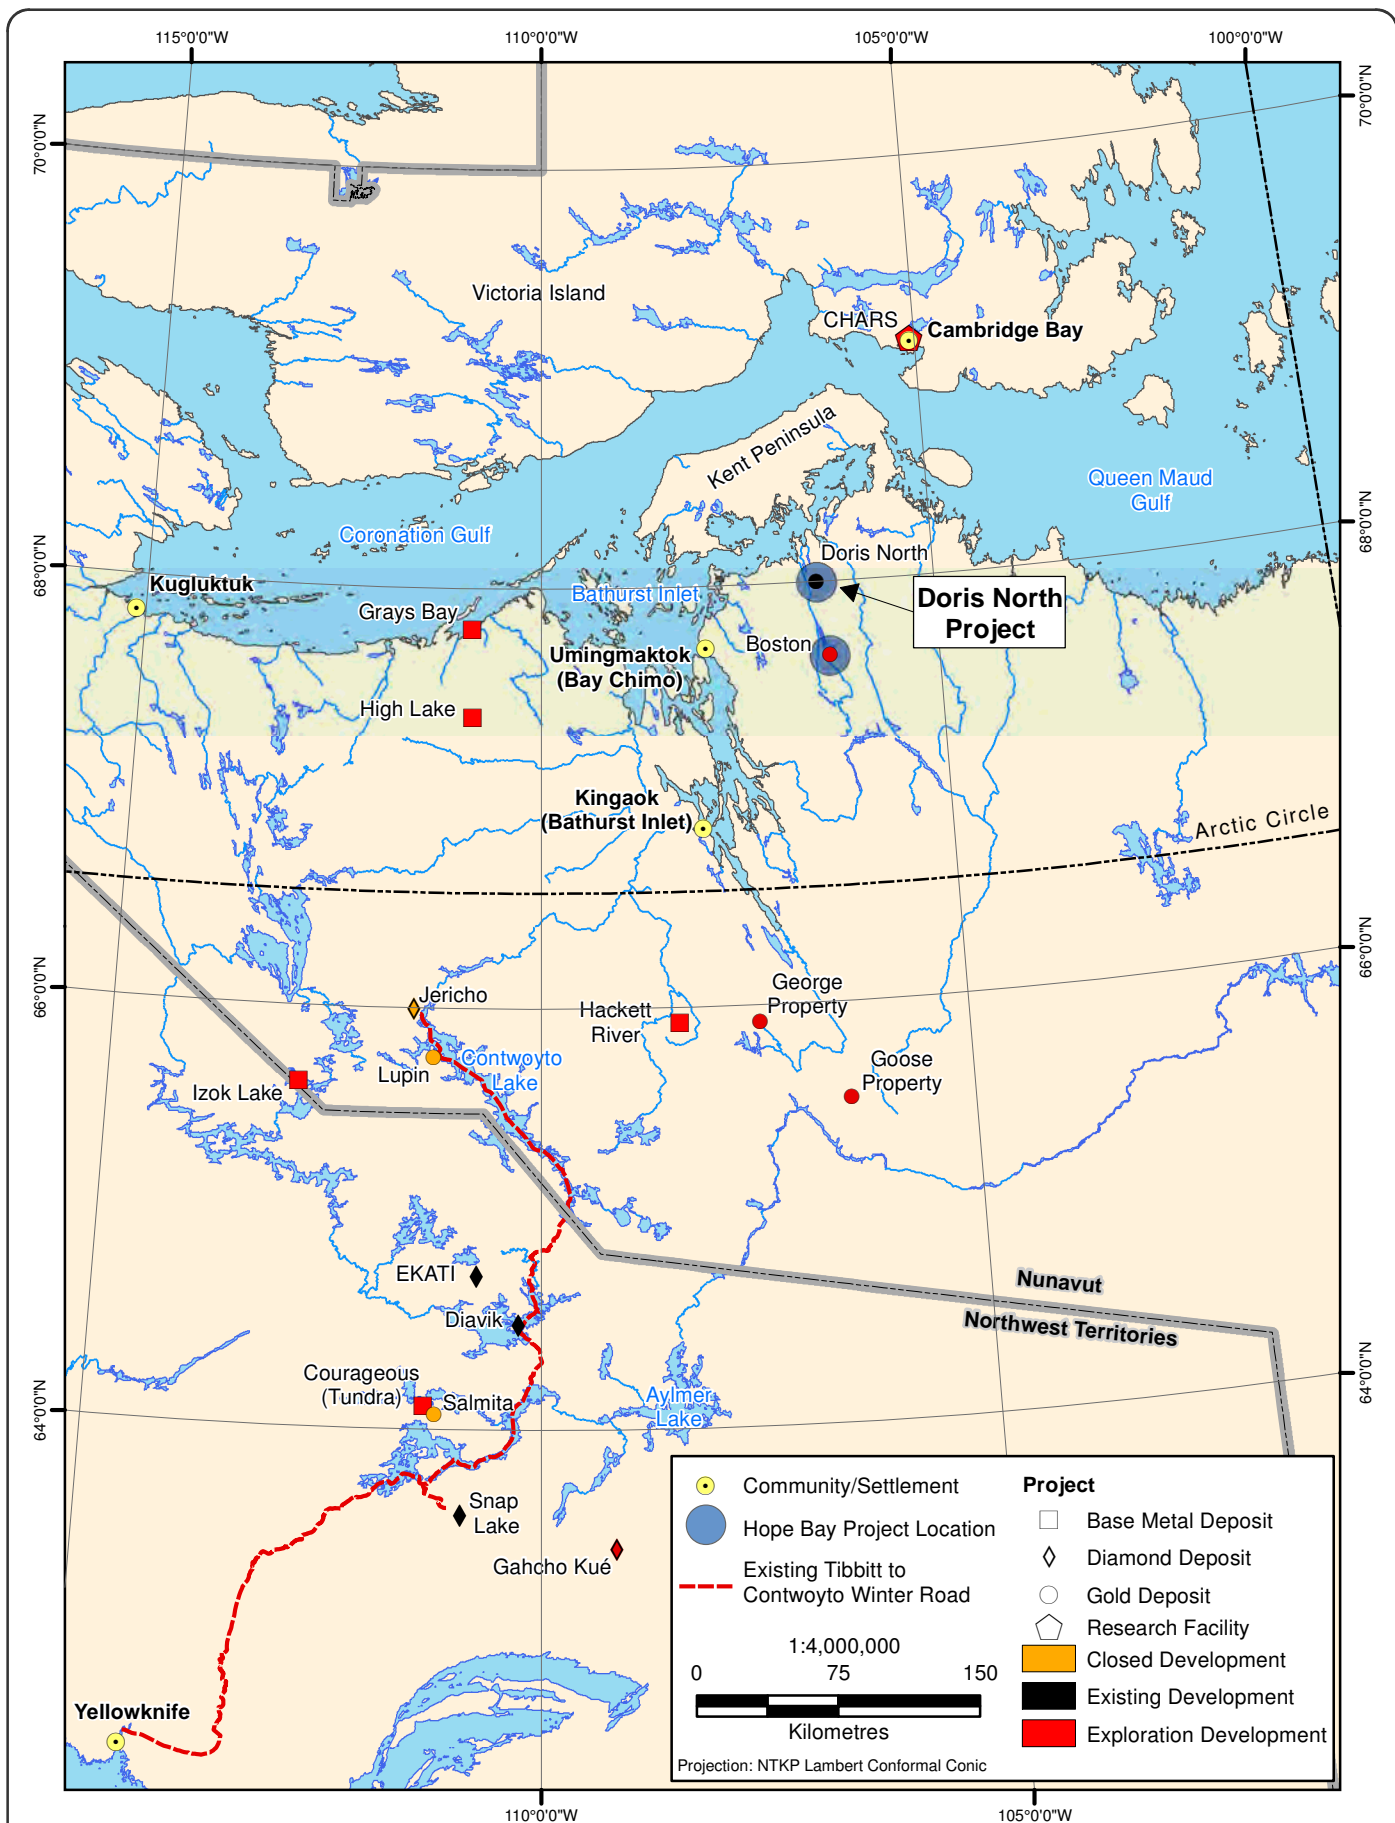 115°0'0"W
110°0'0"W
105°0'0"W
100°0'0"W
70°0'0"N
70°0'0"N
Victoria Island
CHARS
Cambridge Bay
Kent Peninsula
Queen Maud
Gulf
Coronation Gulf
68°0'0"N
68°0'0"N
Doris North
Kugluktuk
Bathurst Inlet
Grays Bay
Doris North
Project
Boston
Umingmaktok
(Bay Chimo)
High Lake
Kingaok
(Bathurst Inlet)
Arctic Circle
66°0'0"N
66°0'0"N
Jericho
George
Property
Hackett
River
Lupin
Contwoyto
Lake
Goose
Property
Izok Lake
EKATI
Nunavut
Northwest Territories
Diavik
Courageous
(Tundra)
Salmita
Aylmer
Lake
64°0'0"N
64°0'0"N
Snap
Lake
Gahcho Kué
Yellowknife
Community/Settlement
Hope Bay Project Location
Existing Tibbitt to
Contwoyto Winter Road
1:4,000,000
0 75 150
Kilometres
Projection: NTKP Lambert Conformal Conic
Project
Base Metal Deposit
Diamond Deposit
Gold Deposit
Research Facility
Closed Development
Existing Development
Exploration Development
110°0'0"W
105°0'0"W